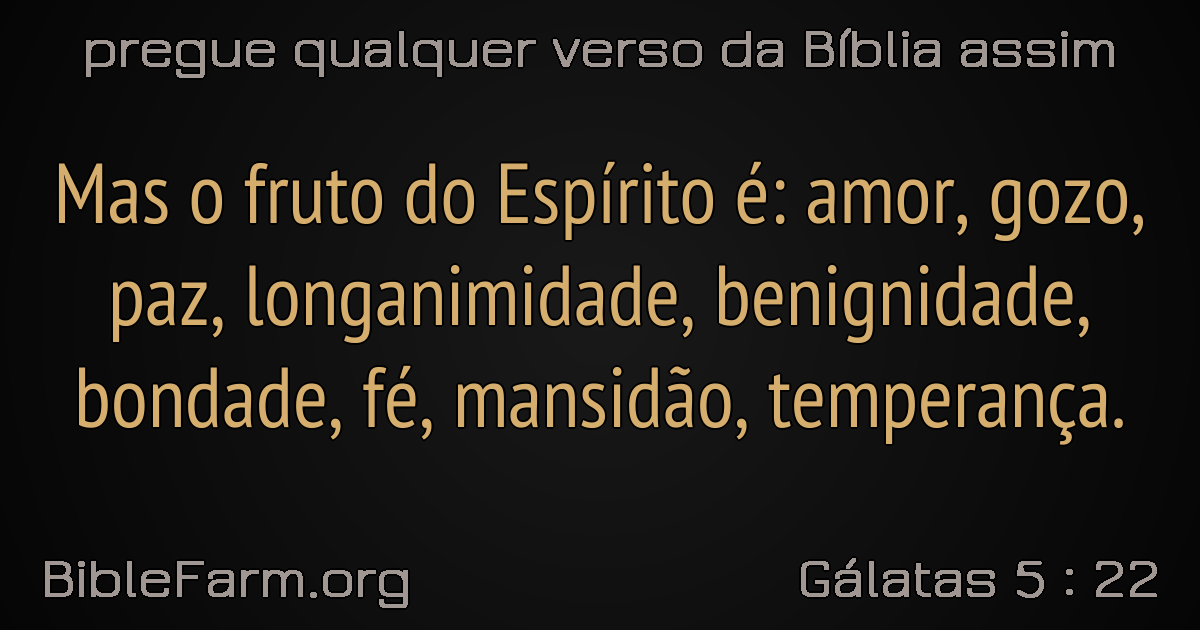 pregue qualquer verso da Bíblia assim
Mas o fruto do Espírito é: amor, gozo,
paz, longanimidade, benignidade,
bondade, fé, mansidão, temperança.
BibleFarm.org
Gálatas 5 : 22